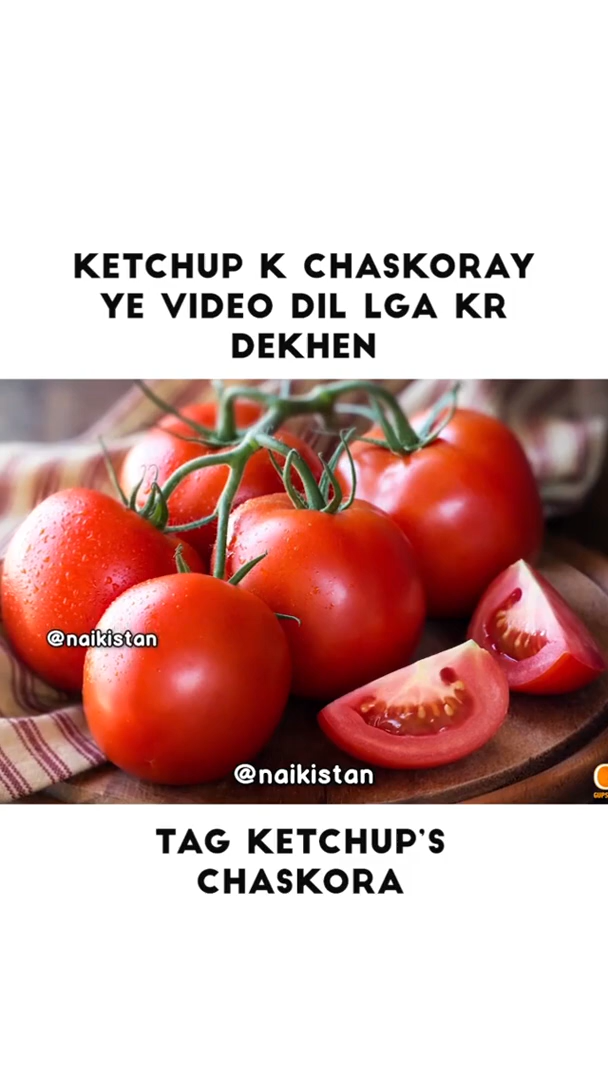 KETCHUP K CHASKORAY
YE VIDEO DIL LGA KR
DEKHEN
@naikistan
@naikistan
TAG KETCHUP'S
CHASKORA